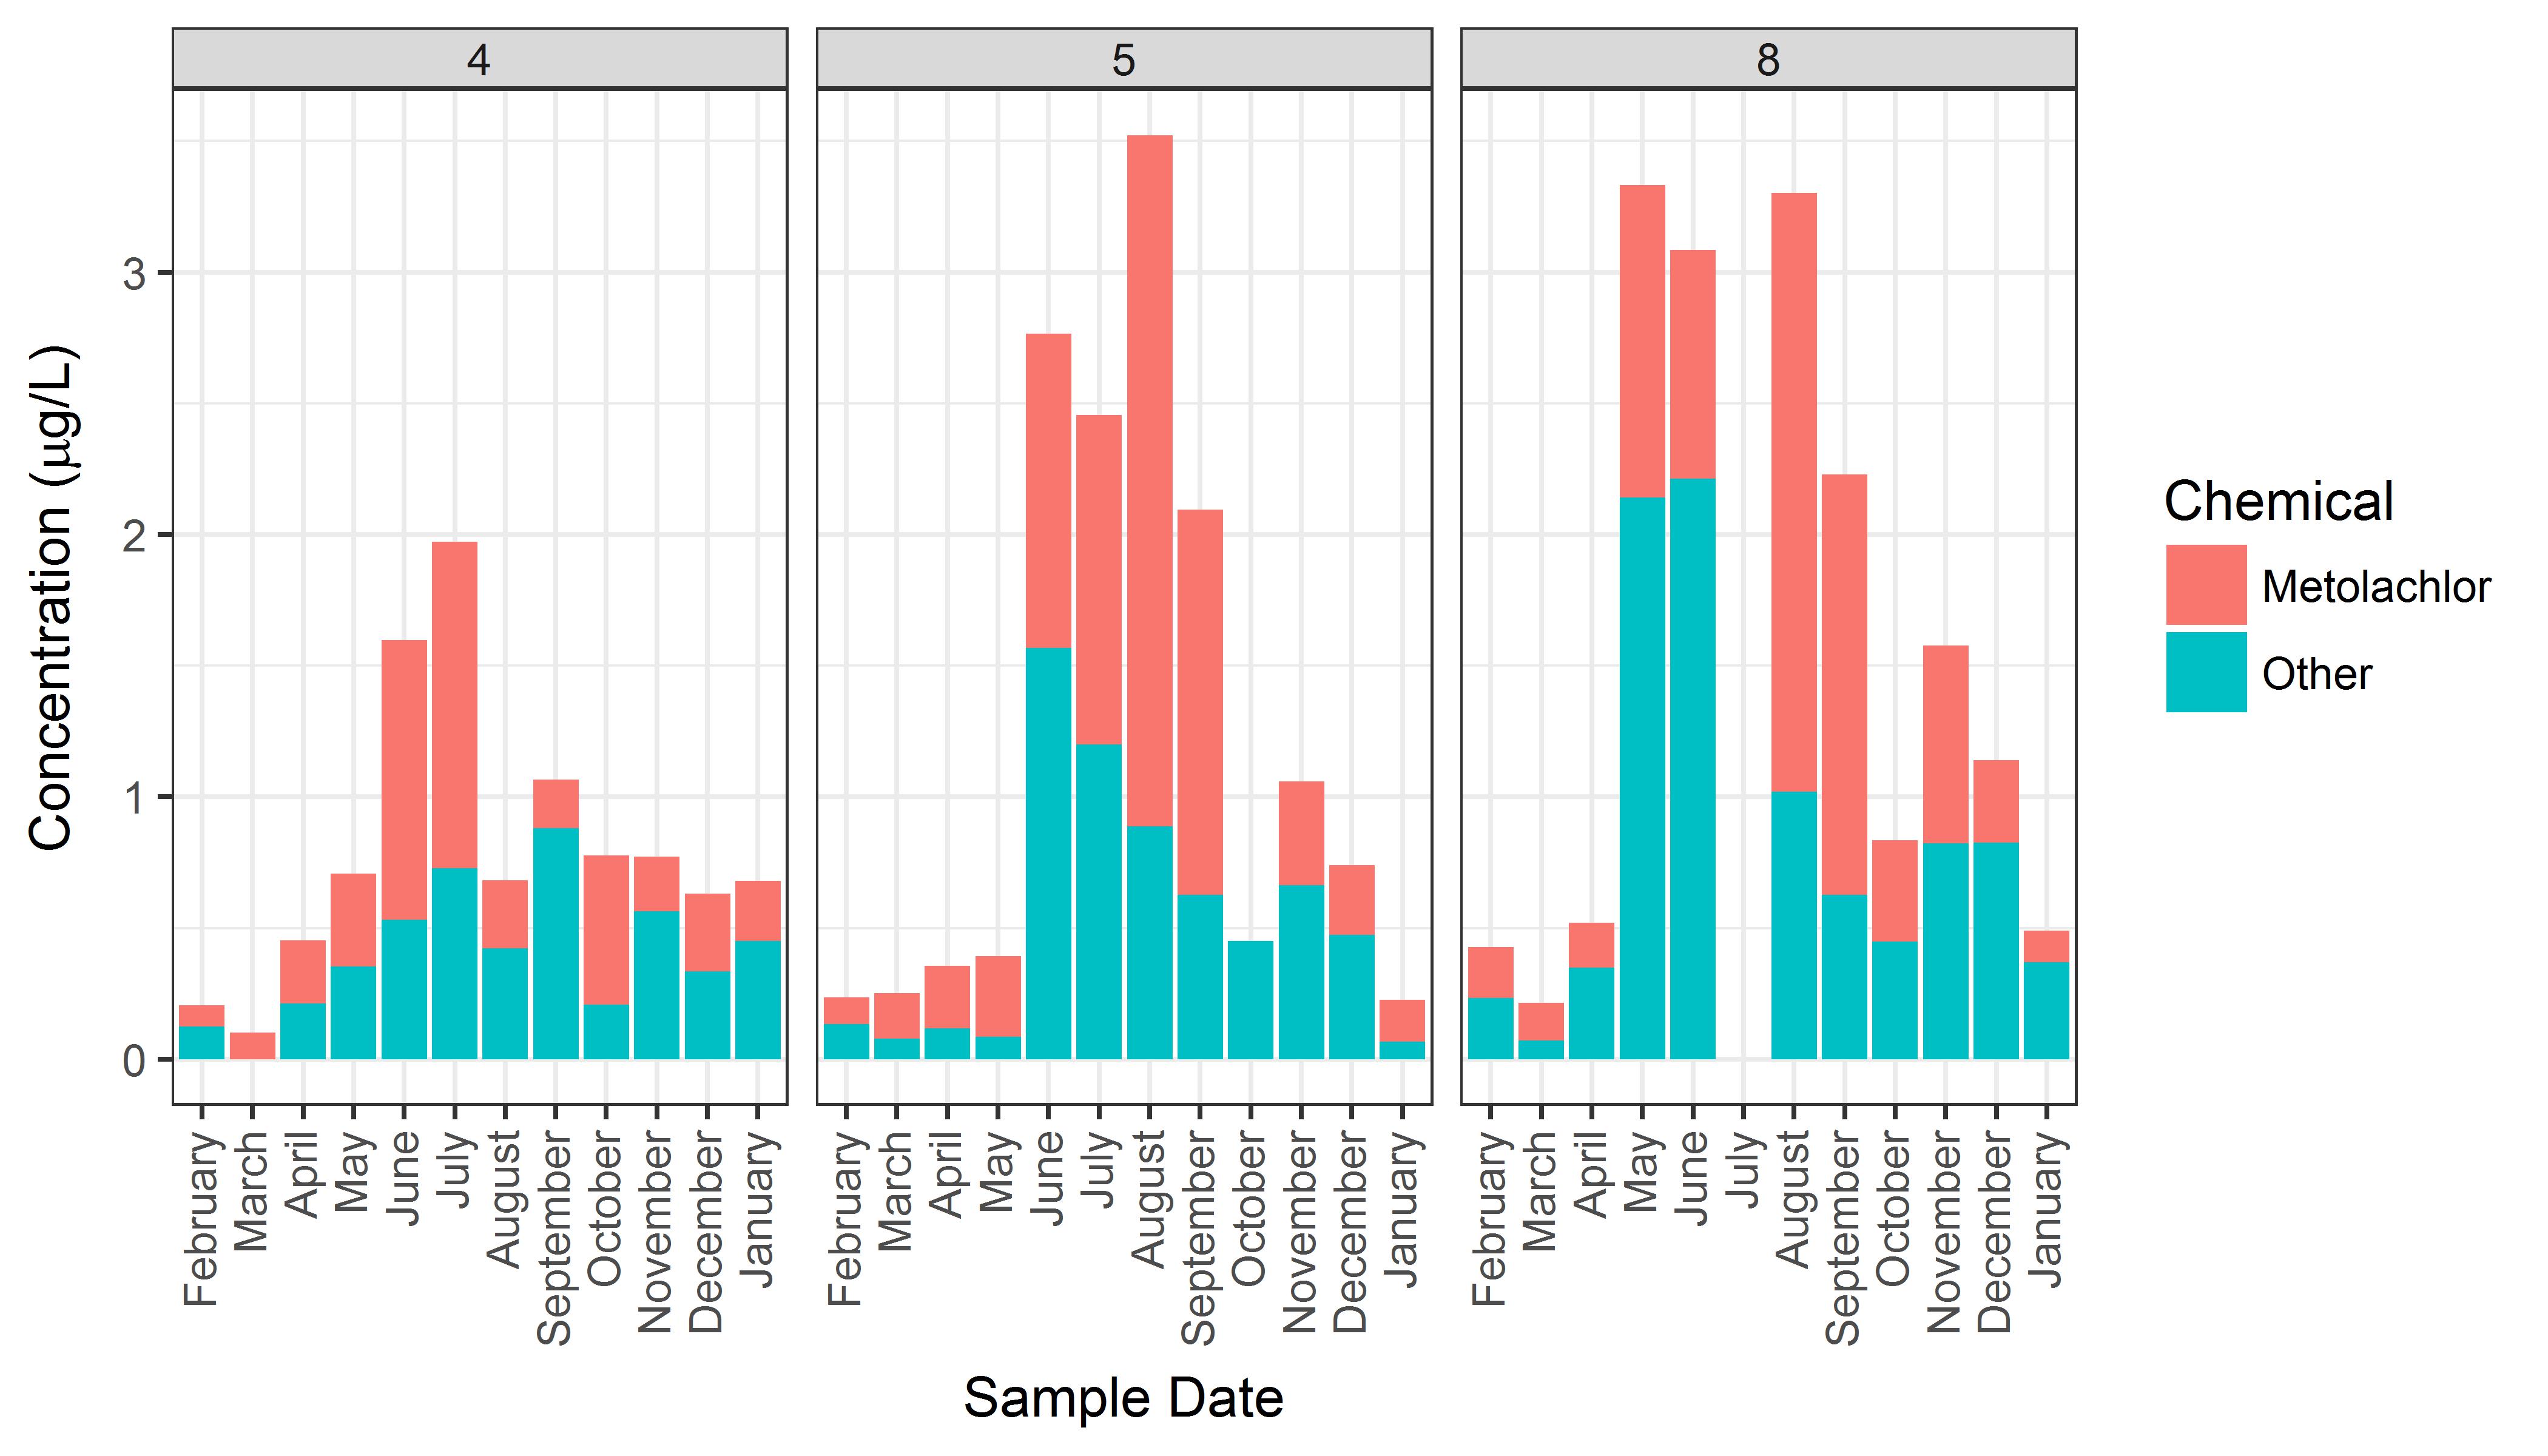 4
5
8
Concentration (µg/L)
3
2
1
0
February
March
April
May
June
July
August
September
October
November
December
January
February
March
April
May
June
July
August
September
October
November
December
January
February
March
April
May
June
July
August
September
October
November
December
January
Sample Date
Chemical
Metolachlor
Other